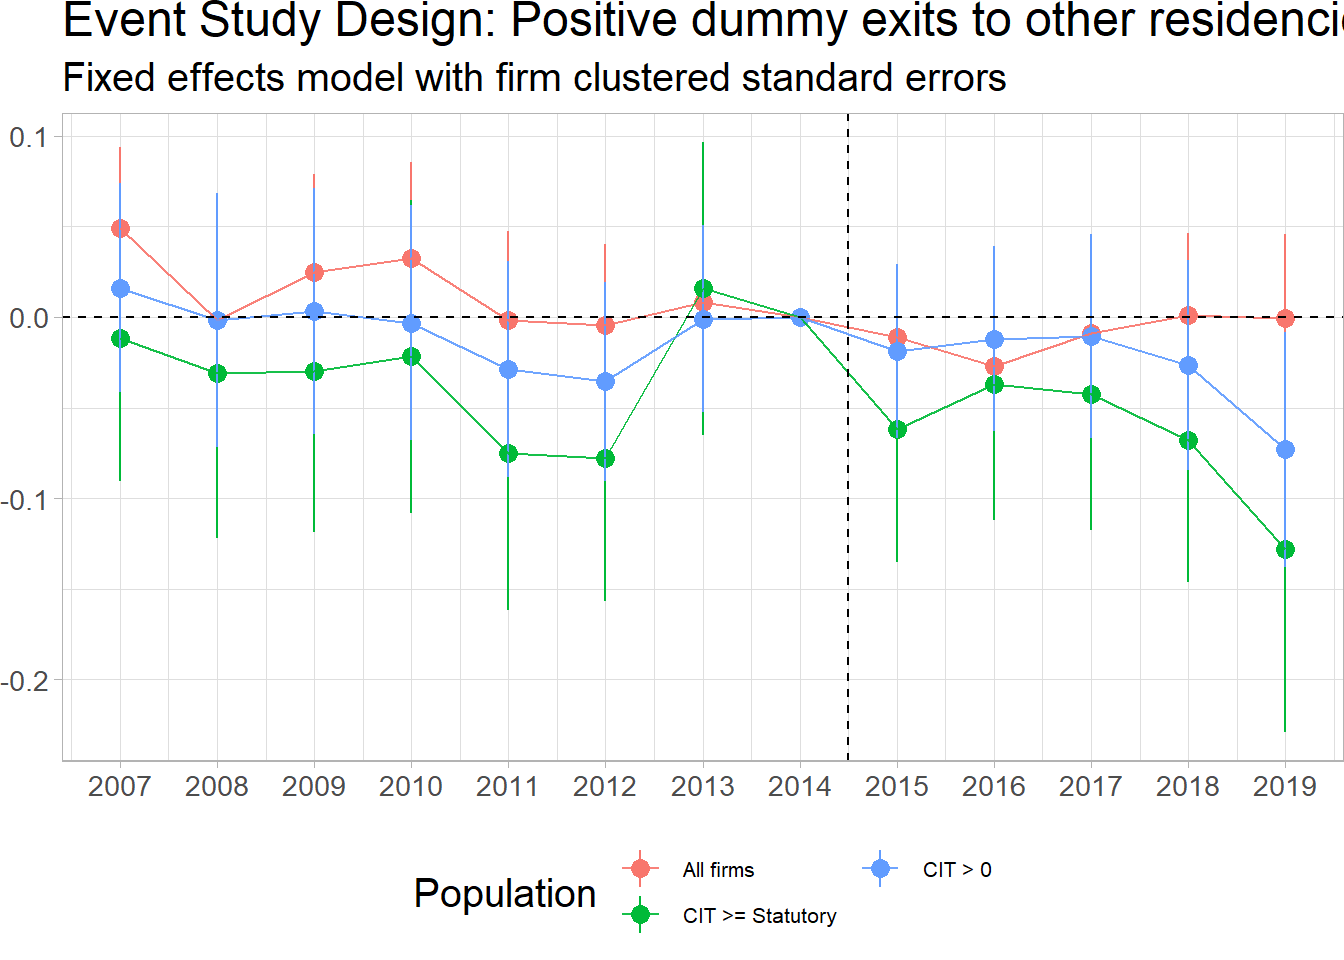 Event Study Design: Positive dummy exits to other residenci
Fixed effects model with firm clustered standard errors
0.1
0.0
-0.1
-0.2
2007 2008 2009 2010 2011 2012 2013 2014 2015 2016 2017 2018 2019
Population
All firms
CIT >= Statutory
CIT > 0